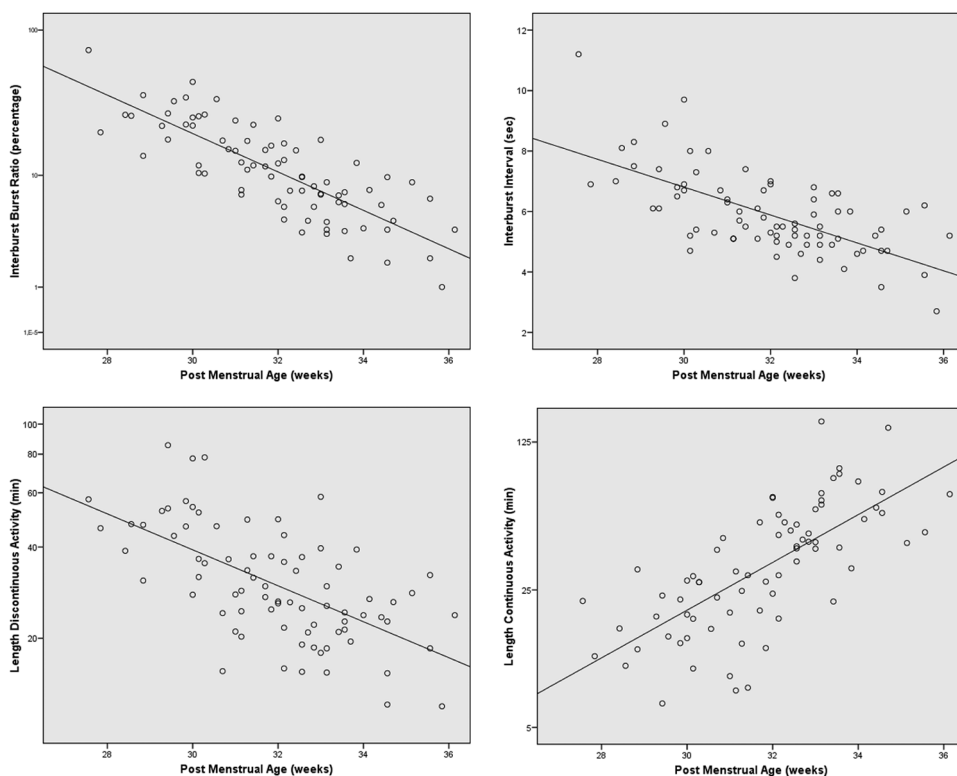 100
10
1
1,E-5
Interburst Burst Ratio (percentage)
28 30 32 34 36
Post Menstrual Age (weeks)
12
10
8
6
4
2
Interburst Interval (sec)
28 30 32 34 36
Post Menstrual Age (weeks)
100
80
60
40
20
Length Discontinuous Activity (min)
28 30 32 34 36
Post Menstrual Age (weeks)
125
25
5
Length Continuous Activity (min)
28 30 32 34 36
Post Menstrual Age (weeks)